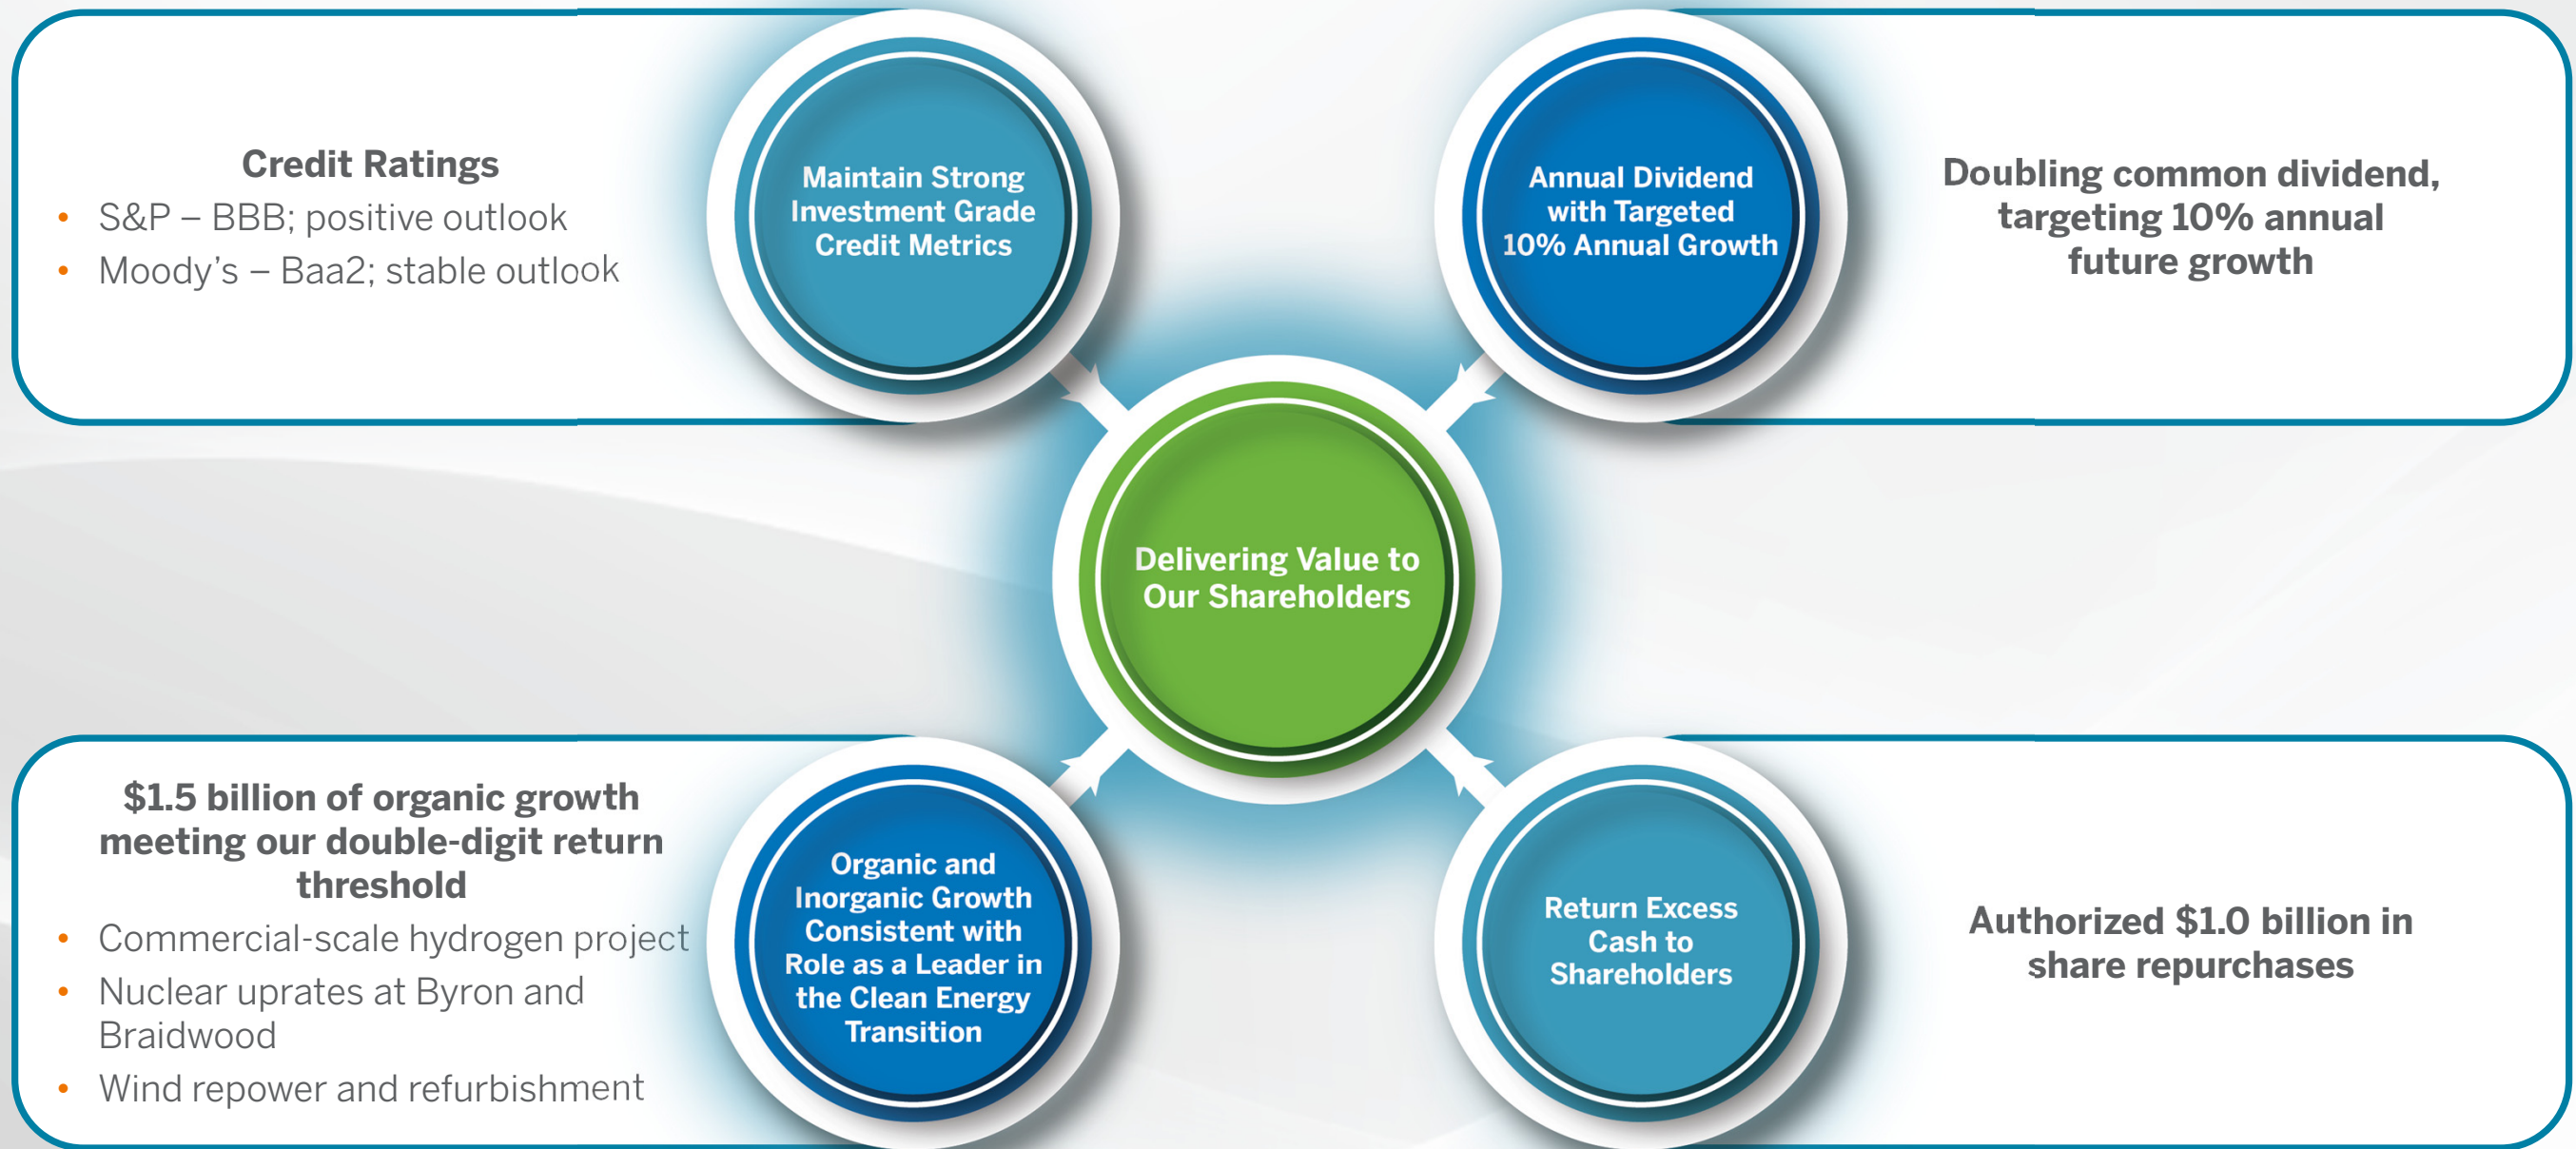 Credit Ratings
• S&P – BBB; positive outlook
• Moody's – Baa2; stable outlook
Maintain Strong
Investment Grade
Credit Metrics
Annual Dividend
with Targeted
10% Annual Growth
Doubling common dividend,
targeting 10% annual
future growth
Delivering Value to
Our Shareholders
$1.5 billion of organic growth
meeting our double-digit return
threshold
• Commercial-scale hydrogen project
• Nuclear uprates at Byron and
Braidwood
• Wind repower and refurbishment
Organic and
Inorganic Growth
Consistent with
Role as a Leader in
the Clean Energy
Transition
Return Excess
Cash to
Shareholders
Authorized $1.0 billion in
share repurchases